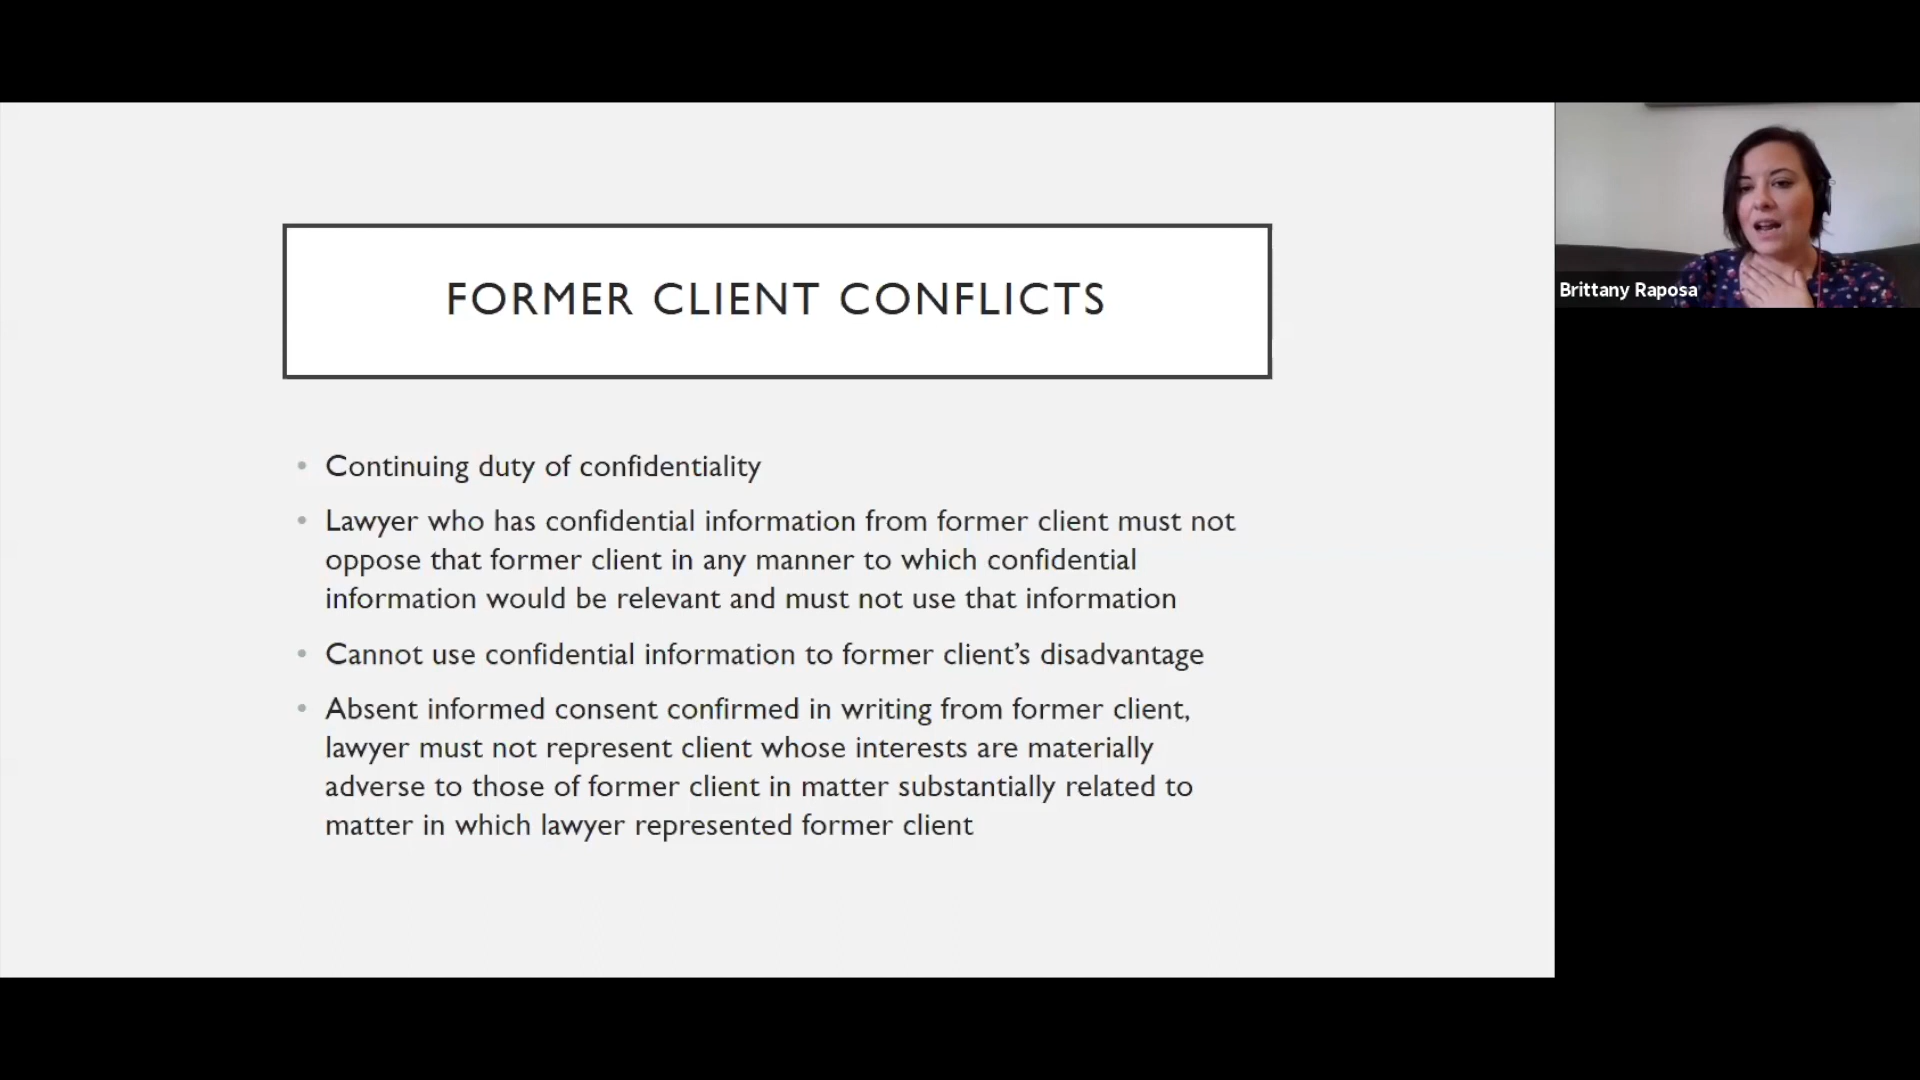 FORMER CLIENT CONFLICTS
• Continuing duty of confidentiality
• Lawyer who has confidential information from former client must not
oppose that former client in any manner to which confidential
information would be relevant and must not use that information
• Cannot use confidential information to former client’s disadvantage
• Absent informed consent confirmed in writing from former client,
lawyer must not represent client whose interests are materially
adverse to those of former client in matter substantially related to
matter in which lawyer represented former client
Brittany Raposa